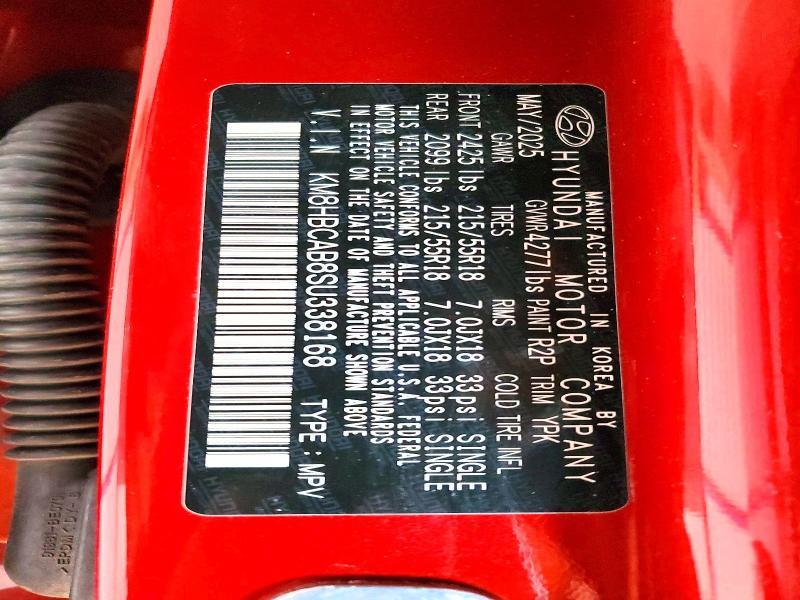 MANUFACTURED IN KOREA BY
HYUNDAI MOTOR COMPANY
MAY/2025 GVWR 4277lbs PAINT R2P TRIM YPK
GAWR TIRES RIMS COLD TIRE INFL
FRONT 2425 lbs 215/55R18 7.0JX18 33psi SINGLE
REAR 2099 lbs 215/55R18 7.0JX18 33psi SINGLE
THIS VEHICLE CONFORMS TO ALL APPLICABLE U.S.A. FEDERAL
MOTOR VEHICLE SAFETY AND THEFT PREVENTION STANDARDS
IN EFFECT ON THE DATE OF MANUFACTURE SHOWN ABOVE
V.I.N KM8HBCAB8SU338168 TYPE : MPV
>EPDM<